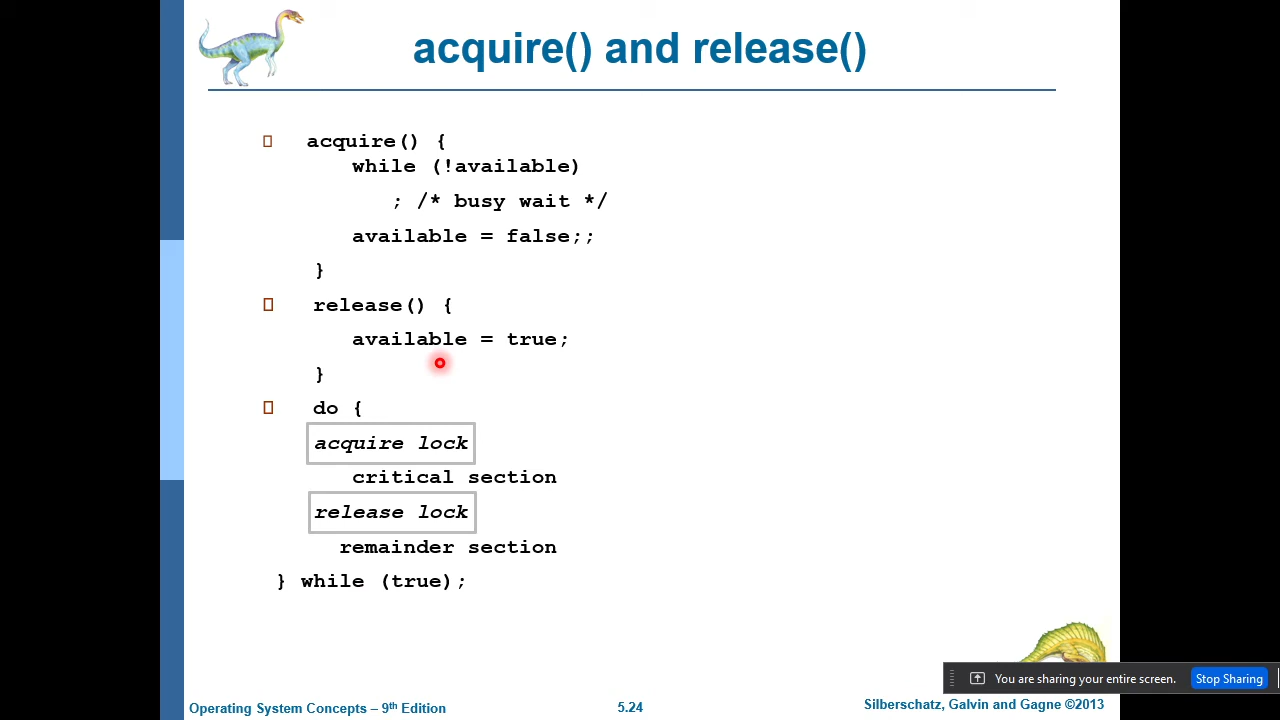 acquire() and release()
acquire() {
while (!available)
; /* busy wait */
available = false;;
}
release() {
available = true;
}
do {
acquire lock
critical section
release lock
remainder section
} while (true);
You are sharing your entire screen. Stop Sharing
Operating System Concepts – 9th Edition 5.24 Silberschatz, Galvin and Gagne ©2013